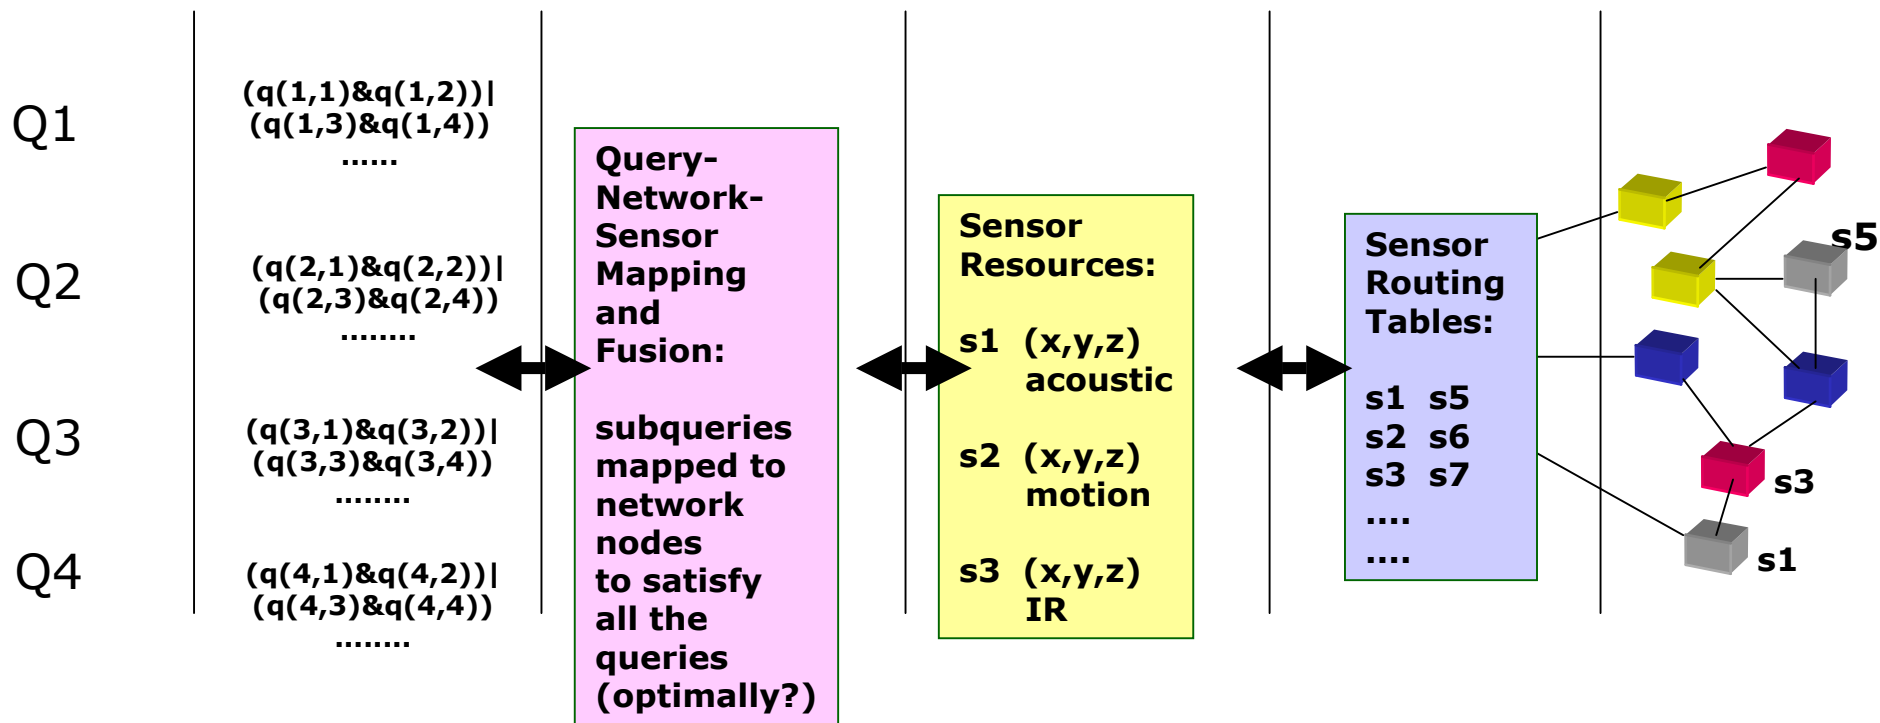 Q1
Q2
Q3
Q4
(q(1,1)&q(1,2))|
(q(1,3)&q(1,4))
......
(q(2,1)&q(2,2))|
(q(2,3)&q(2,4))
........
(q(3,1)&q(3,2))|
(q(3,3)&q(3,4))
........
(q(4,1)&q(4,2))|
(q(4,3)&q(4,4))
........
Query-
Network-
Sensor
Mapping
and
Fusion:
subqueries
mapped to
network
nodes
to satisfy
all the
queries
(optimally?)
Sensor
Resources:
s1 (x,y,z)
acoustic
s2 (x,y,z)
motion
s3 (x,y,z)
IR
Sensor
Routing
Tables:
s1 s5
s2 s6
s3 s7
....
....
s5
s3
s1